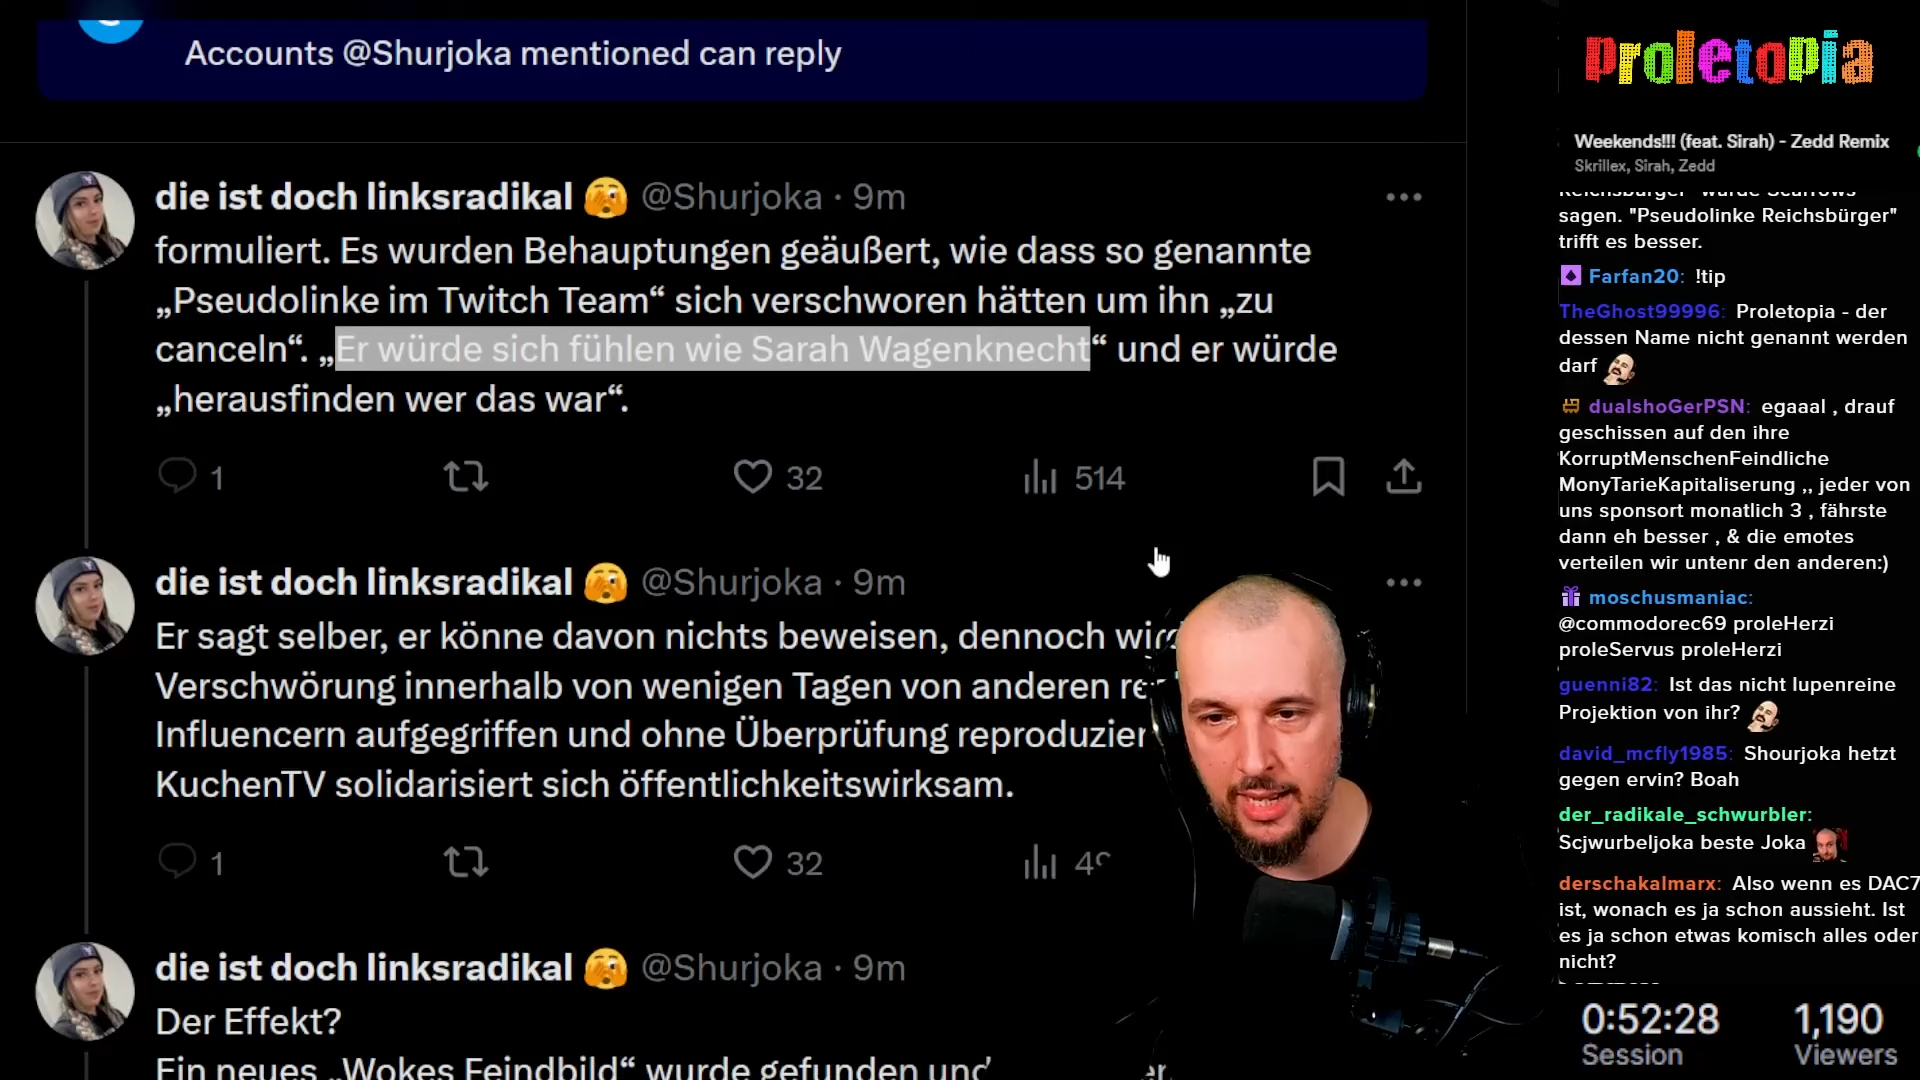 Accounts @Shurjoka mentioned can reply
die ist doch linksradikal @Shurjoka · 9m
formuliert. Es wurden Behauptungen geäußert, wie dass so genannte
„Pseudolinke im Twitch Team“ sich verschworen hätten um ihn „zu
canceln“. „Er würde sich fühlen wie Sarah Wagenknecht“ und er würde
„herausfinden wer das war“.
1 32 514
die ist doch linksradikal @Shurjoka · 9m
Er sagt selber, er könne davon nichts beweisen, dennoch
Verschwörung innerhalb von wenigen Tagen von anderen
Influencern aufgegriffen und ohne Überprüfung
KuchenTV solidarisiert sich öffentlichkeitswirksam.
1 32
die ist doch linksradikal @Shurjoka · 9m
Der Effekt?
Ein neues „Wokes Feindbild“ wurde gefunden
Proletopia
Weekends!!! (feat. Sirah) - Zedd Remix
Skrillex, Sirah, Zedd
sagen. "Pseudolinke Reichsbürger"
trifft es besser.
Farfan20: !tip
TheGhost99996: Proletopia - der
dessen Name nicht genannt werden
darf
dualshoGerPSN: egaaal , drauf
geschissen auf den ihre
KorruptMenschenFeindliche
MonyTarieKapitaliserung ,, jeder von
uns sponsort monatlich 3 , fährste
dann eh besser , & die emotes
verteilen wir untenr den anderen:)
moschusmaniac:
@commodorec69 proleHerzi
proleServus proleHerzi
guenni82: Ist das nicht lupenreine
Projektion von ihr?
david_mcfly1985: Shourjoka hetzt
gegen ervin? Boah
der_radikale_schwurbler:
Scjwurbeljoka beste Joka
derschakalmarx: Also wenn es DAC7
ist, wonach es ja schon aussieht. Ist
es ja schon etwas komisch alles oder
nicht?
0:52:28 1,190
Session Viewers